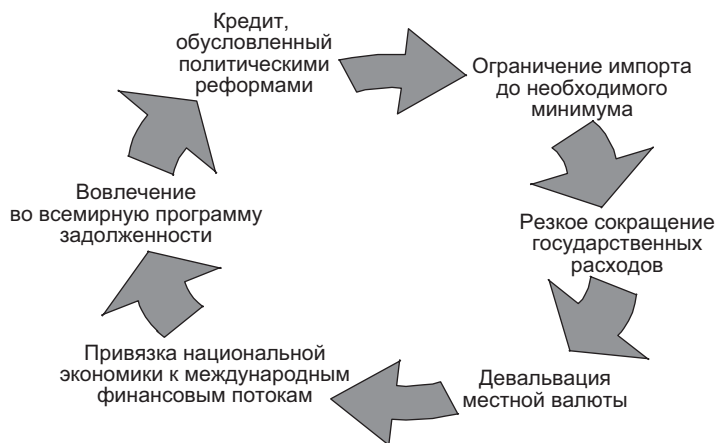 Кредит,
обусловленный
политическими
реформами
Ограничение импорта
до необходимого
минимума
Резкое сокращение
государственных
расходов
Девальвация
местной валюты
Привязка национальной
экономики к международным
финансовым потокам
Вовлечение
во всемирную программу
задолженности